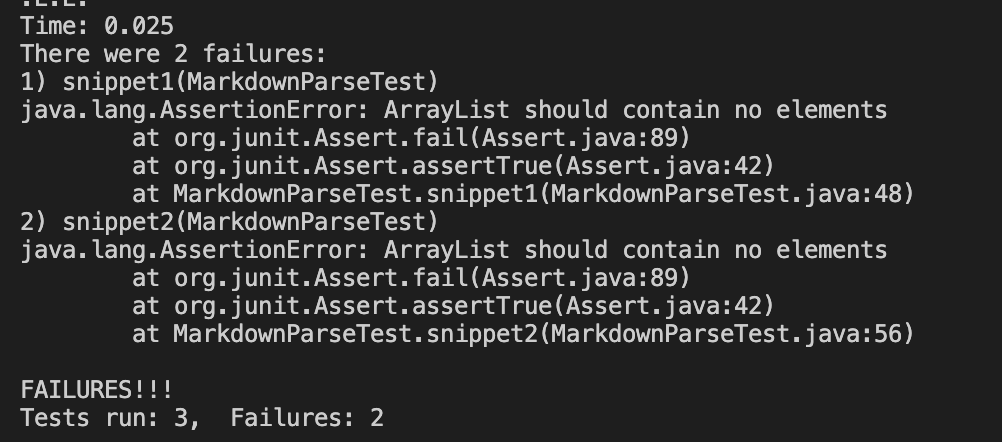 .E.E.
Time: 0.025
There were 2 failures:
1) snippet1(MarkdownParseTest)
java.lang.AssertionError: ArrayList should contain no elements
        at org.junit.Assert.fail(Assert.java:89)
        at org.junit.Assert.assertTrue(Assert.java:42)
        at MarkdownParseTest.snippet1(MarkdownParseTest.java:48)
2) snippet2(MarkdownParseTest)
java.lang.AssertionError: ArrayList should contain no elements
        at org.junit.Assert.fail(Assert.java:89)
        at org.junit.Assert.assertTrue(Assert.java:42)
        at MarkdownParseTest.snippet2(MarkdownParseTest.java:56)

FAILURES!!!
Tests run: 3,  Failures: 2